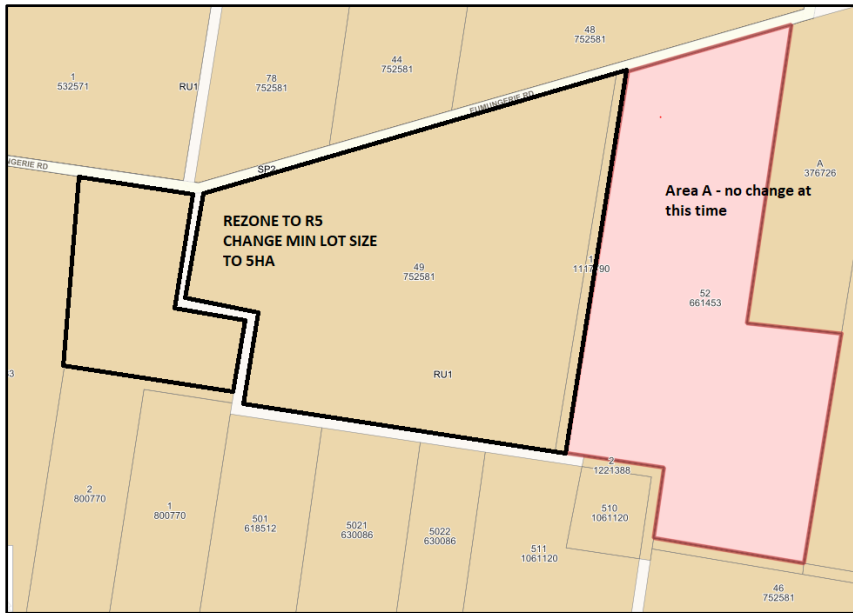 48
752581
44
752581
1
532571
RU1
78
752581
EUMUNGERIE RD
NGERIE RD
SP2
A
376726
Area A - no change at
this time
REZONE TO R5
CHANGE MIN LOT SIZE
TO 5HA
49
752581
52
661453
RU1
2
1221388
2
800770
1
800770
501
618512
5021
630086
5022
630086
511
1061120
510
1061120
46
752581